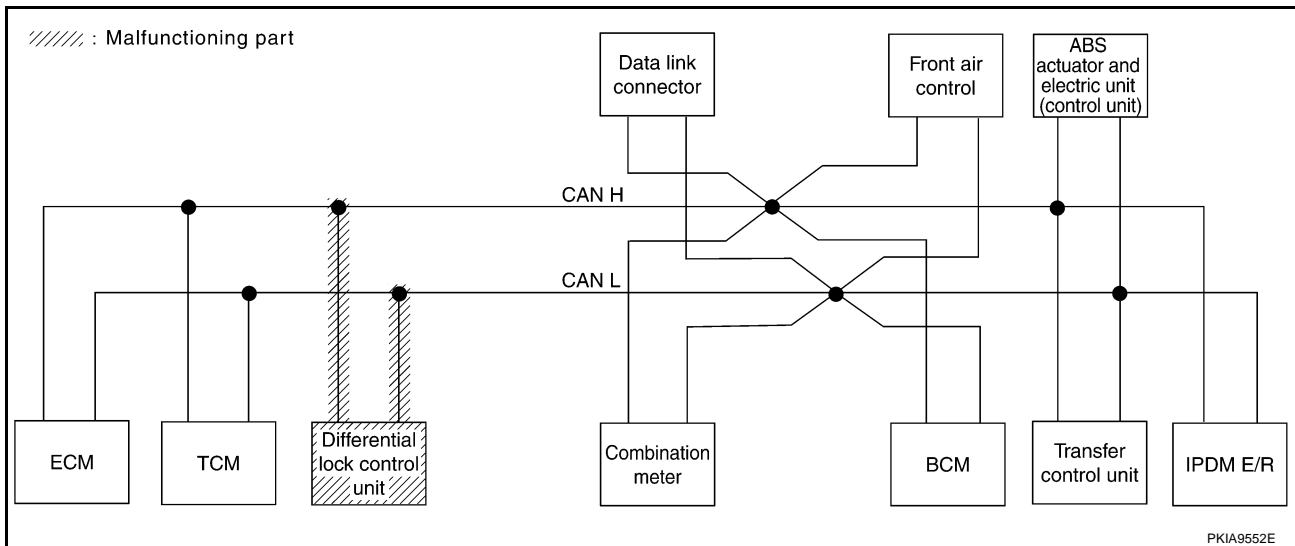 : Malfunctioning part
Data link
connector
Front air
control
ABS
actuator and
electric unit
(control unit)
CAN H
CAN L
ECM
TCM
Differential
lock control
unit
Combination
meter
BCM
Transfer
control unit
IPDM E/R
PKIA9552E